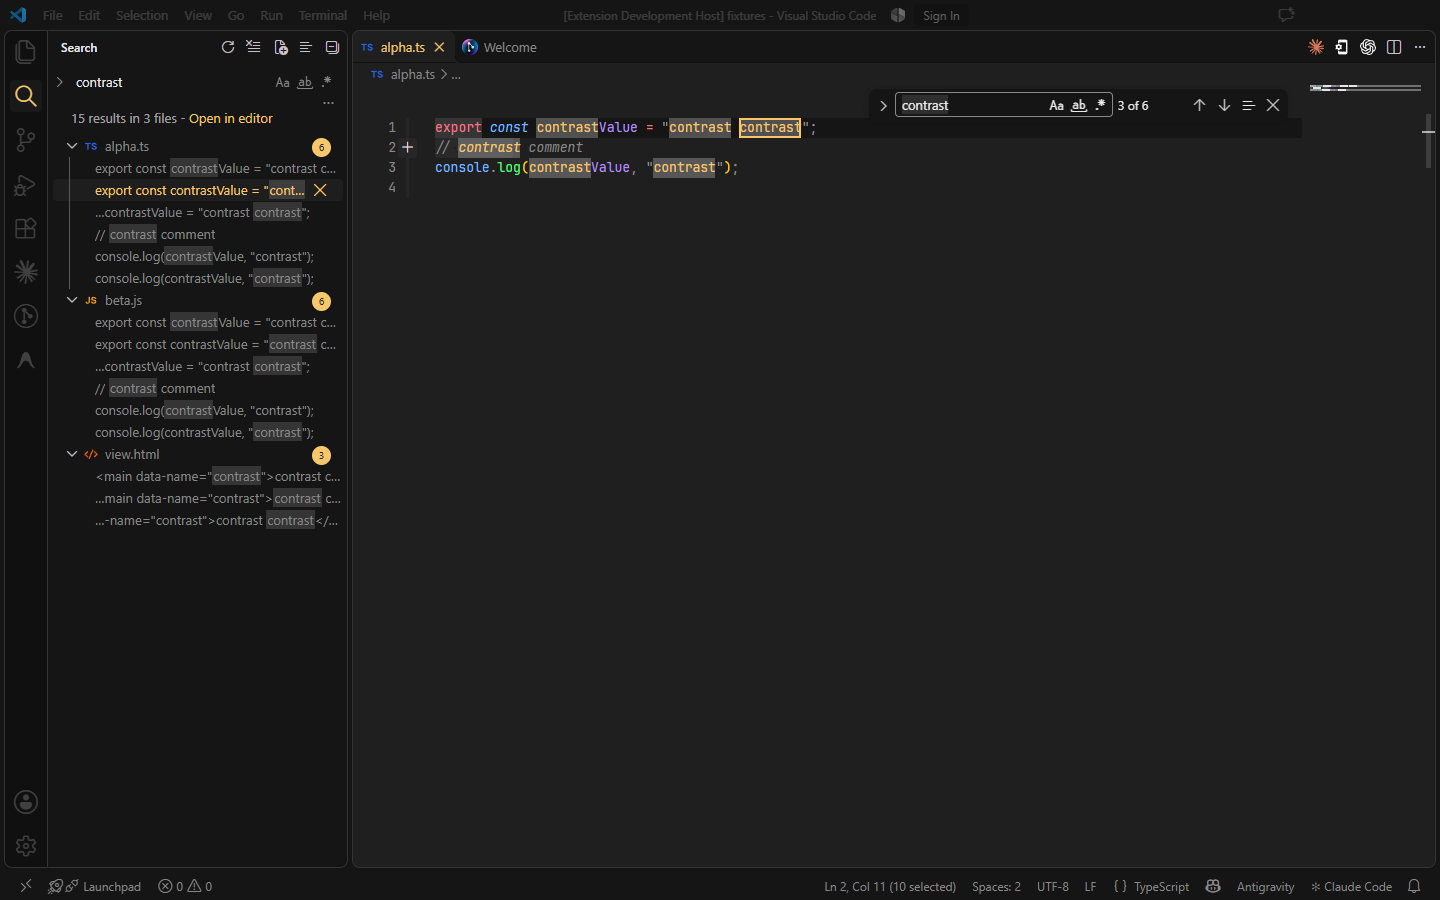 File Edit Selection View Go Run Terminal Help
[Extension Development Host] fixtures - Visual Studio Code
Sign In
Search
contrast
Aa ab .*
15 results in 3 files - Open in editor
TS alpha.ts 6
export const contrastValue = "contrast c...
export const contrastValue = "cont...
...contrastValue = "contrast contrast";
// contrast comment
console.log(contrastValue, "contrast");
console.log(contrastValue, "contrast");
JS beta.js 6
export const contrastValue = "contrast c...
export const contrastValue = "contrast c...
...contrastValue = "contrast contrast";
// contrast comment
console.log(contrastValue, "contrast");
console.log(contrastValue, "contrast");
</> view.html 3
<main data-name="contrast">contrast c...
...main data-name="contrast">contrast c...
...-name="contrast">contrast contrast</...
TS alpha.ts
Welcome
TS alpha.ts > ...
contrast Aa ab .* 3 of 6
1 export const contrastValue = "contrast contrast";
2 // contrast comment
3 console.log(contrastValue, "contrast");
4
Launchpad 0 0
Ln 2, Col 11 (10 selected) Spaces: 2 UTF-8 LF { } TypeScript Antigravity Claude Code